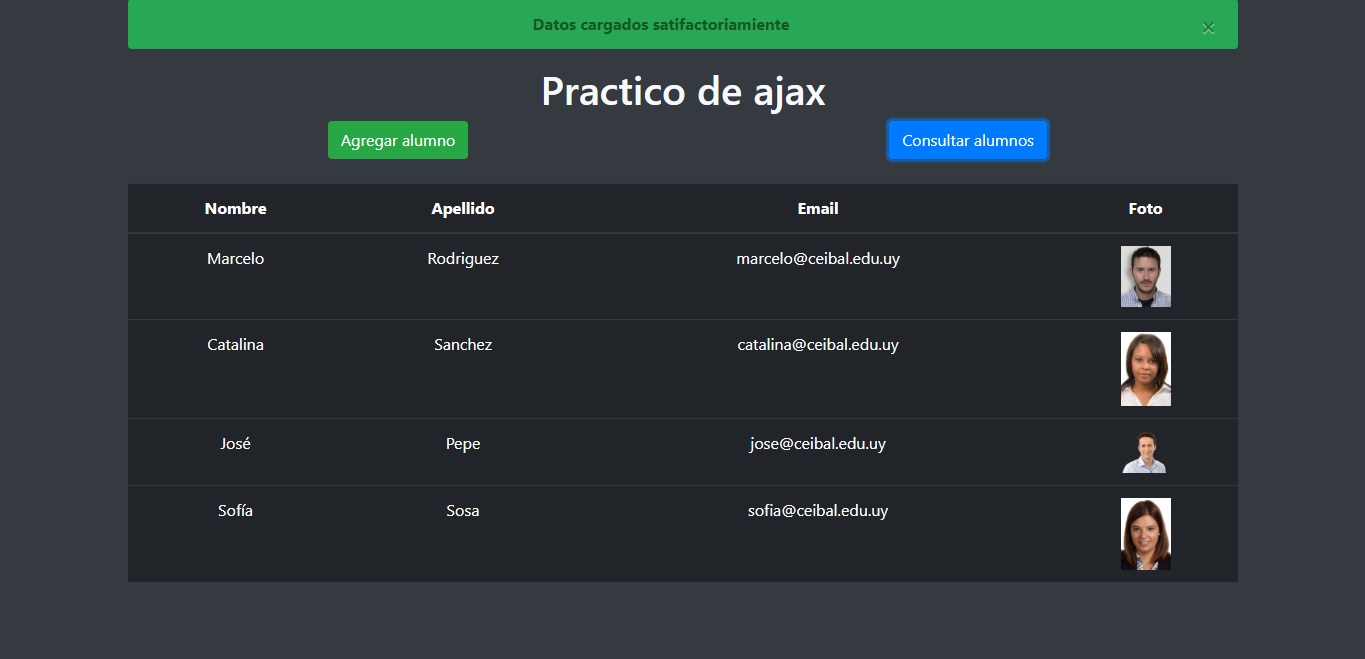 Datos cargados satifactoriamiente ×
Practico de ajax
Agregar alumno Consultar alumnos
Nombre Apellido Email Foto
Marcelo Rodriguez marcelo@ceibal.edu.uy
Catalina Sanchez catalina@ceibal.edu.uy
José Pepe jose@ceibal.edu.uy
Sofía Sosa sofia@ceibal.edu.uy